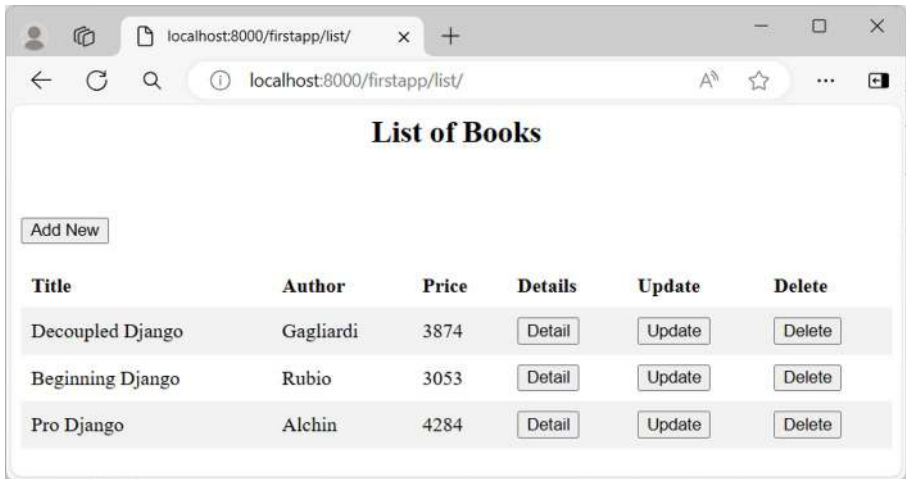 localhost:8000/firstapp/list/
localhost:8000/firstapp/list/
List of Books
Add New
Title Author Price Details Update Delete
Decoupled Django Gagliardi 3874 Detail Update Delete
Beginning Django Rubio 3053 Detail Update Delete
Pro Django Alchin 4284 Detail Update Delete